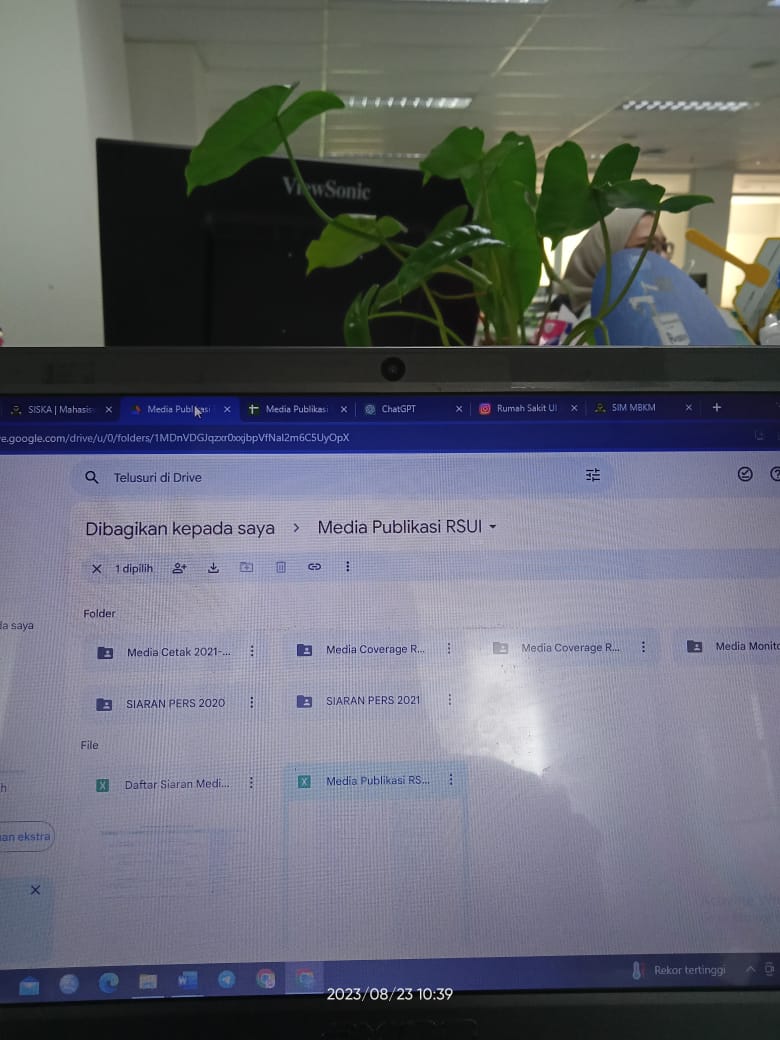 ViewSonic
SISKA | Mahasis
Media Publikasi
Media Publikasi
ChatGPT
Rumah Sakit UI
SIM MBKM
e.google.com/drive/u/0/folders/
Telusuri di Drive
Dibagikan kepada saya > Media Publikasi RSUI
1 dipilih
da saya
Folder
Media Cetak 2021-...
Media Coverage R...
Media Coverage R...
Media Monito
SIARAN PERS 2020
SIARAN PERS 2021
File
Daftar Siaran Medi...
Media Publikasi RS...
an ekstra
Rekor tertinggi
2023/08/23 10:39